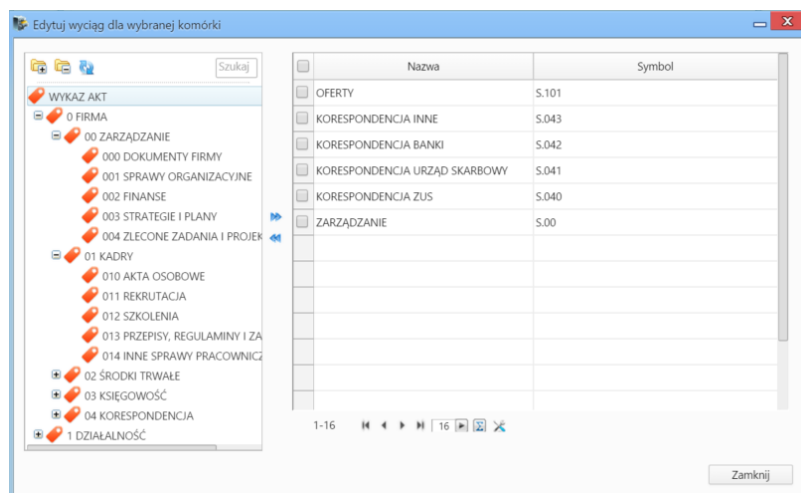 Edytuj wyciąg dla wybranej komórki
Szukaj
WYKAZ AKT
0 FIRMA
00 ZARZĄDZANIE
000 DOKUMENTY FIRMY
001 SPRAWY ORGANIZACYJNE
002 FINANSE
003 STRATEGIE I PLANY
004 ZLECONE ZADANIA I PROJEK
01 KADRY
010 AKTA OSOBOWE
011 REKRUTACJA
012 SZKOLENIA
013 PRZEPISY, REGULAMINY I ZA
014 INNE SPRAWY PRACOWNICZ
02 ŚRODKI TRWAŁE
03 KSIĘGOWOŚĆ
04 KORESPONDENCJA
1 DZIAŁALNOŚĆ
Nazwa Symbol
OFERTY S.101
KORESPONDENCJA INNE S.043
KORESPONDENCJA BANKI S.042
KORESPONDENCJA URZĄD SKARBOWY S.041
KORESPONDENCJA ZUS S.040
ZARZĄDZANIE S.00
1-16 16
Zamknij